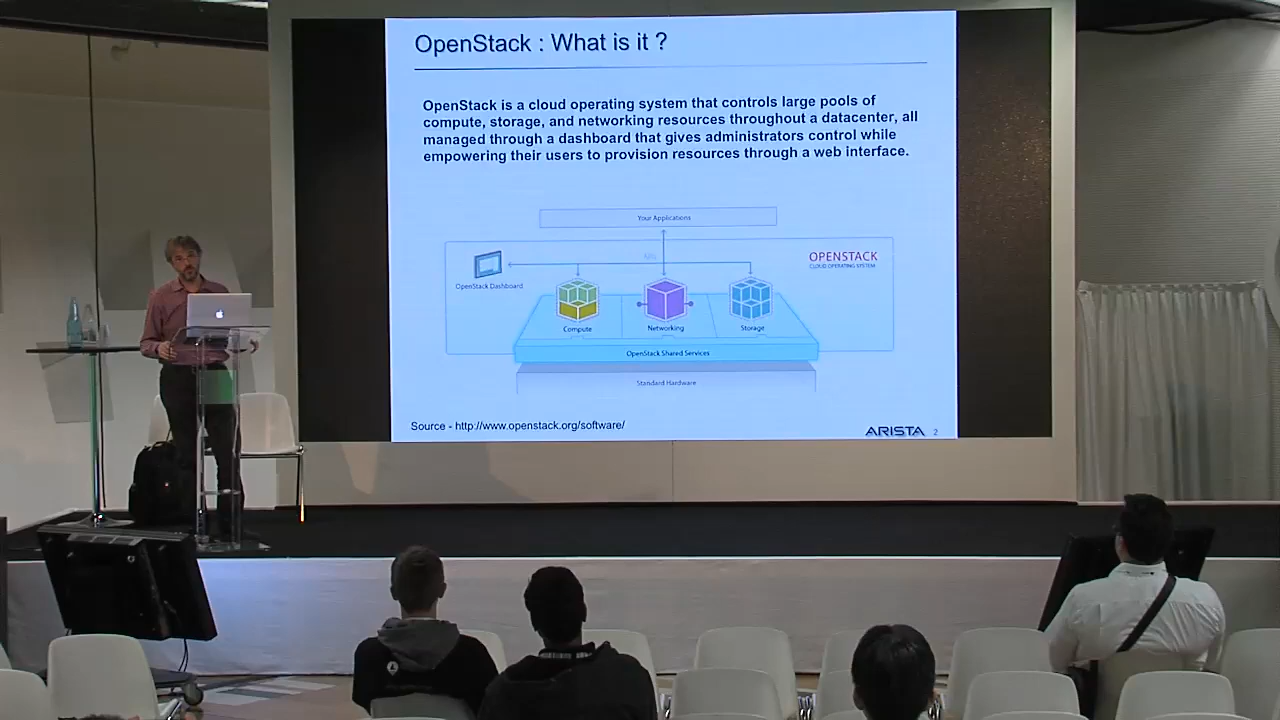 OpenStack : What is it ?
OpenStack is a cloud operating system that controls large pools of
compute, storage, and networking resources throughout a datacenter, all
managed through a dashboard that gives administrators control while
empowering their users to provision resources through a web interface.
Your Applications
APIs
OPENSTACK
CLOUD OPERATING SYSTEM
OpenStack Dashboard
Compute
Networking
Storage
OpenStack Shared Services
Standard Hardware
Source - http://www.openstack.org/software/
ARISTA 2